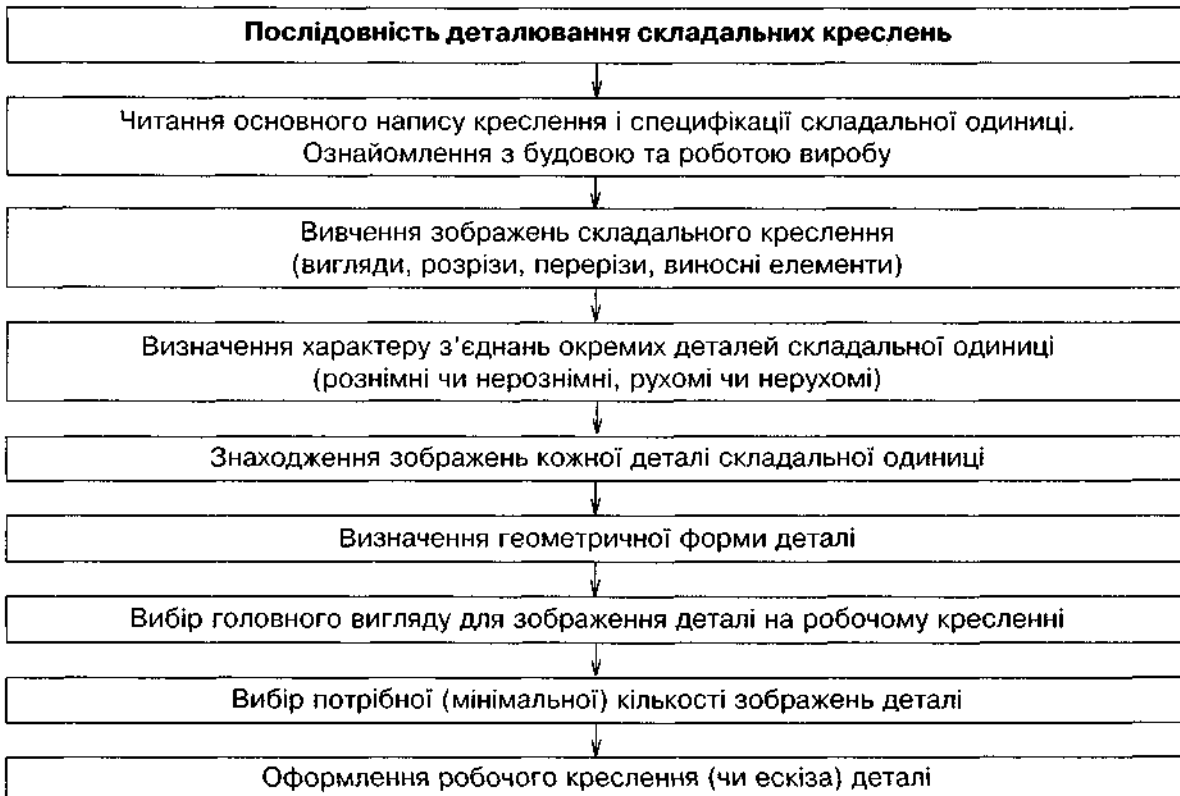 Послідовність деталювання складальних креслень
Читання основного напису креслення і специфікації складальної одиниці.
Ознайомлення з будовою та роботою виробу
Вивчення зображень складального креслення
(вигляди, розрізи, перерізи, виносні елементи)
Визначення характеру з’єднань окремих деталей складальної одиниці
(рознімні чи нерознімні, рухомі чи нерухомі)
Знаходження зображень кожної деталі складальної одиниці
Визначення геометричної форми деталі
Вибір головного вигляду для зображення деталі на робочому кресленні
Вибір потрібної (мінімальної) кількості зображень деталі
Оформлення робочого креслення (чи ескіза) деталі